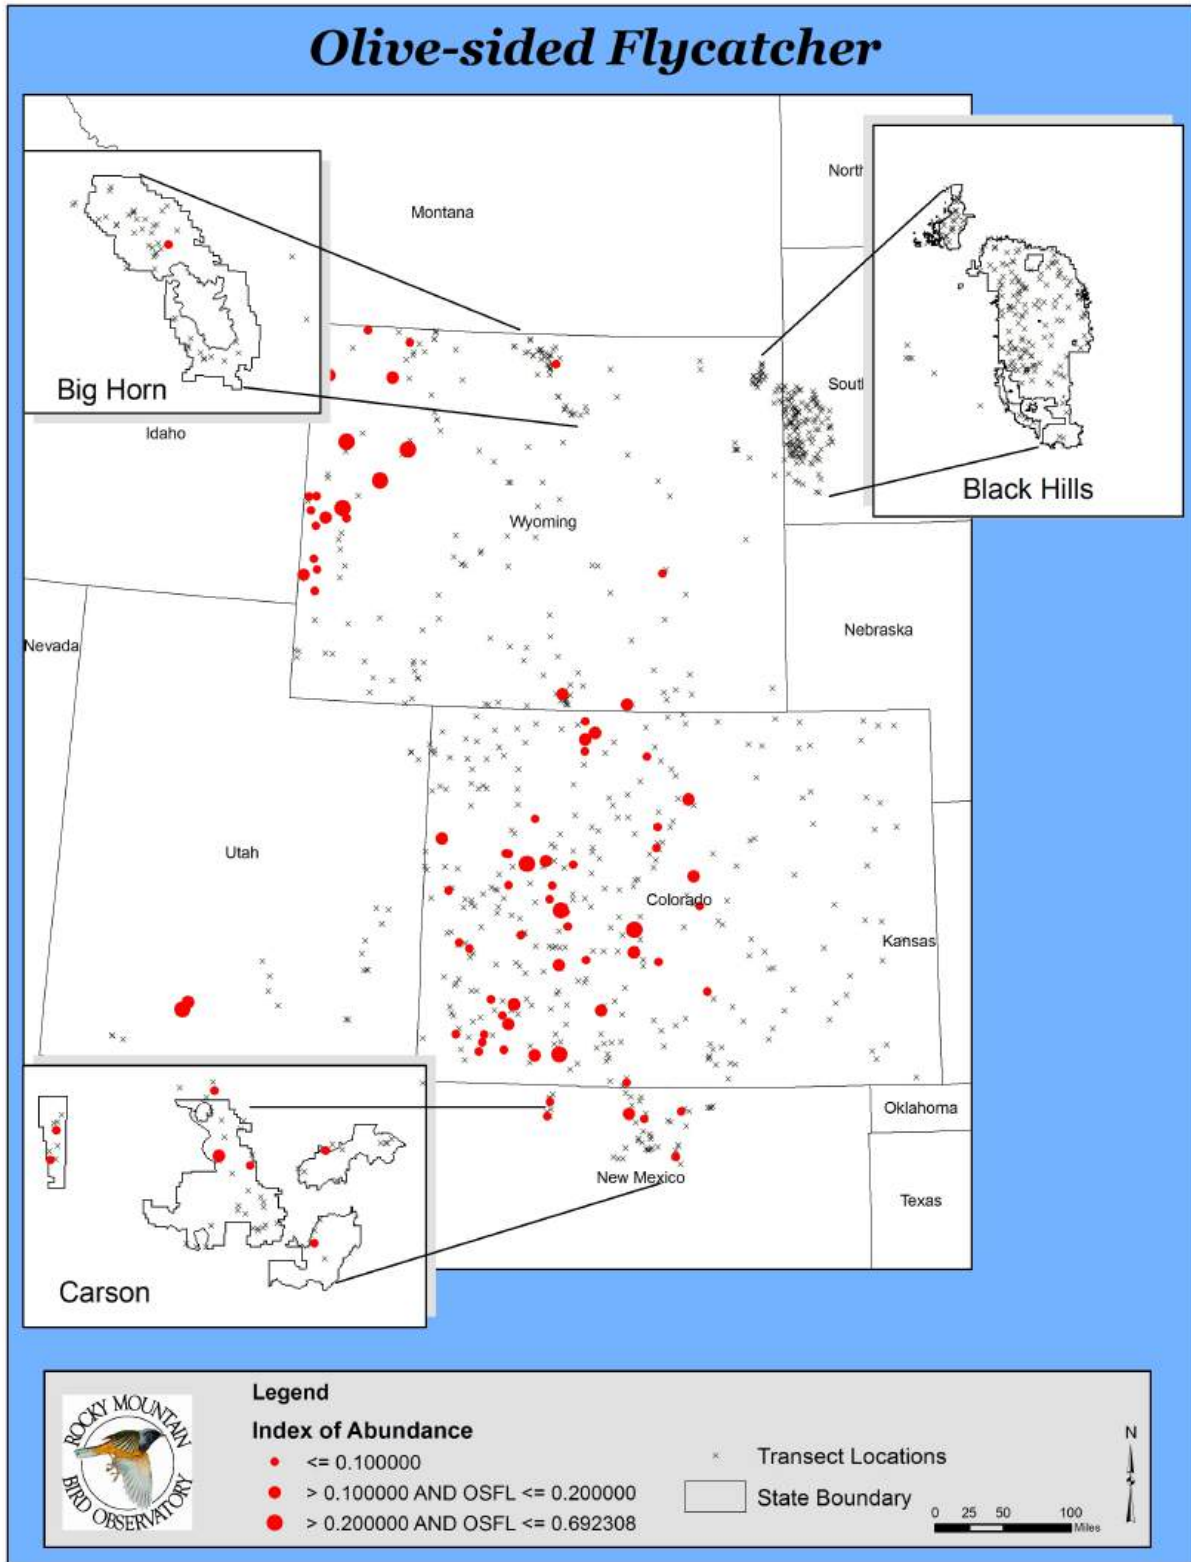 Olive-sided Flycatcher
Montana
North
Big Horn
South
Idaho
Black Hills
Wyoming
Nevada
Nebraska
Utah
Colorado
Kansas
Oklahoma
New Mexico
Texas
Carson
ROCKY MOUNTAIN
BIRD OBSERVATORY
Legend
Index of Abundance
<= 0.100000
> 0.100000 AND OSFL <= 0.200000
> 0.200000 AND OSFL <= 0.692308
Transect Locations
State Boundary
N
0 25 50 100
Miles